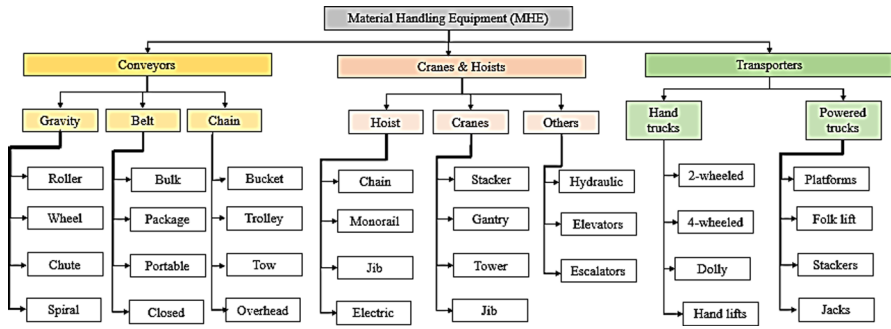 Material Handling Equipment (MHE)
Conveyors
Cranes & Hoists
Transporters
Gravity
Belt
Chain
Hoist
Cranes
Others
Hand
trucks
Powered
trucks
Roller
Wheel
Chute
Spiral
Bulk
Package
Portable
Closed
Bucket
Trolley
Tow
Overhead
Chain
Monorail
Jib
Electric
Stacker
Gantry
Tower
Jib
Hydraulic
Elevators
Escalators
2-wheeled
4-wheeled
Dolly
Hand lifts
Platforms
Folk lift
Stackers
Jacks